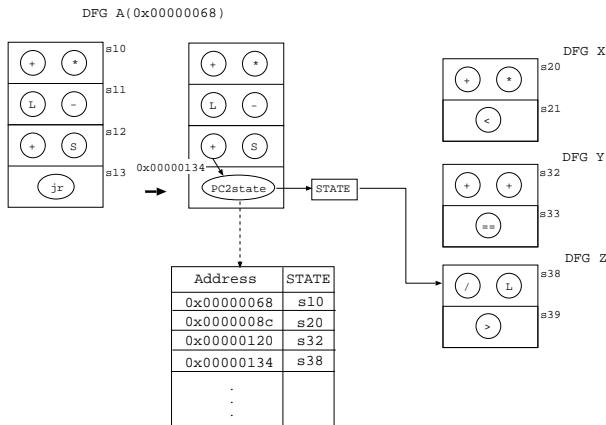 DFG A(0x00000068)
+ *
s10
L -
s11
+ S
s12
jr
s13
+ *
L -
+ S
0x00000134
PC2state
STATE
Address STATE
0x00000068 s10
0x0000008c s20
0x00000120 s32
0x00000134 s38
.
.
.
DFG X
+ *
s20
<
s21
DFG Y
+ +
s32
==
s33
DFG Z
/ L
s38
>
s39